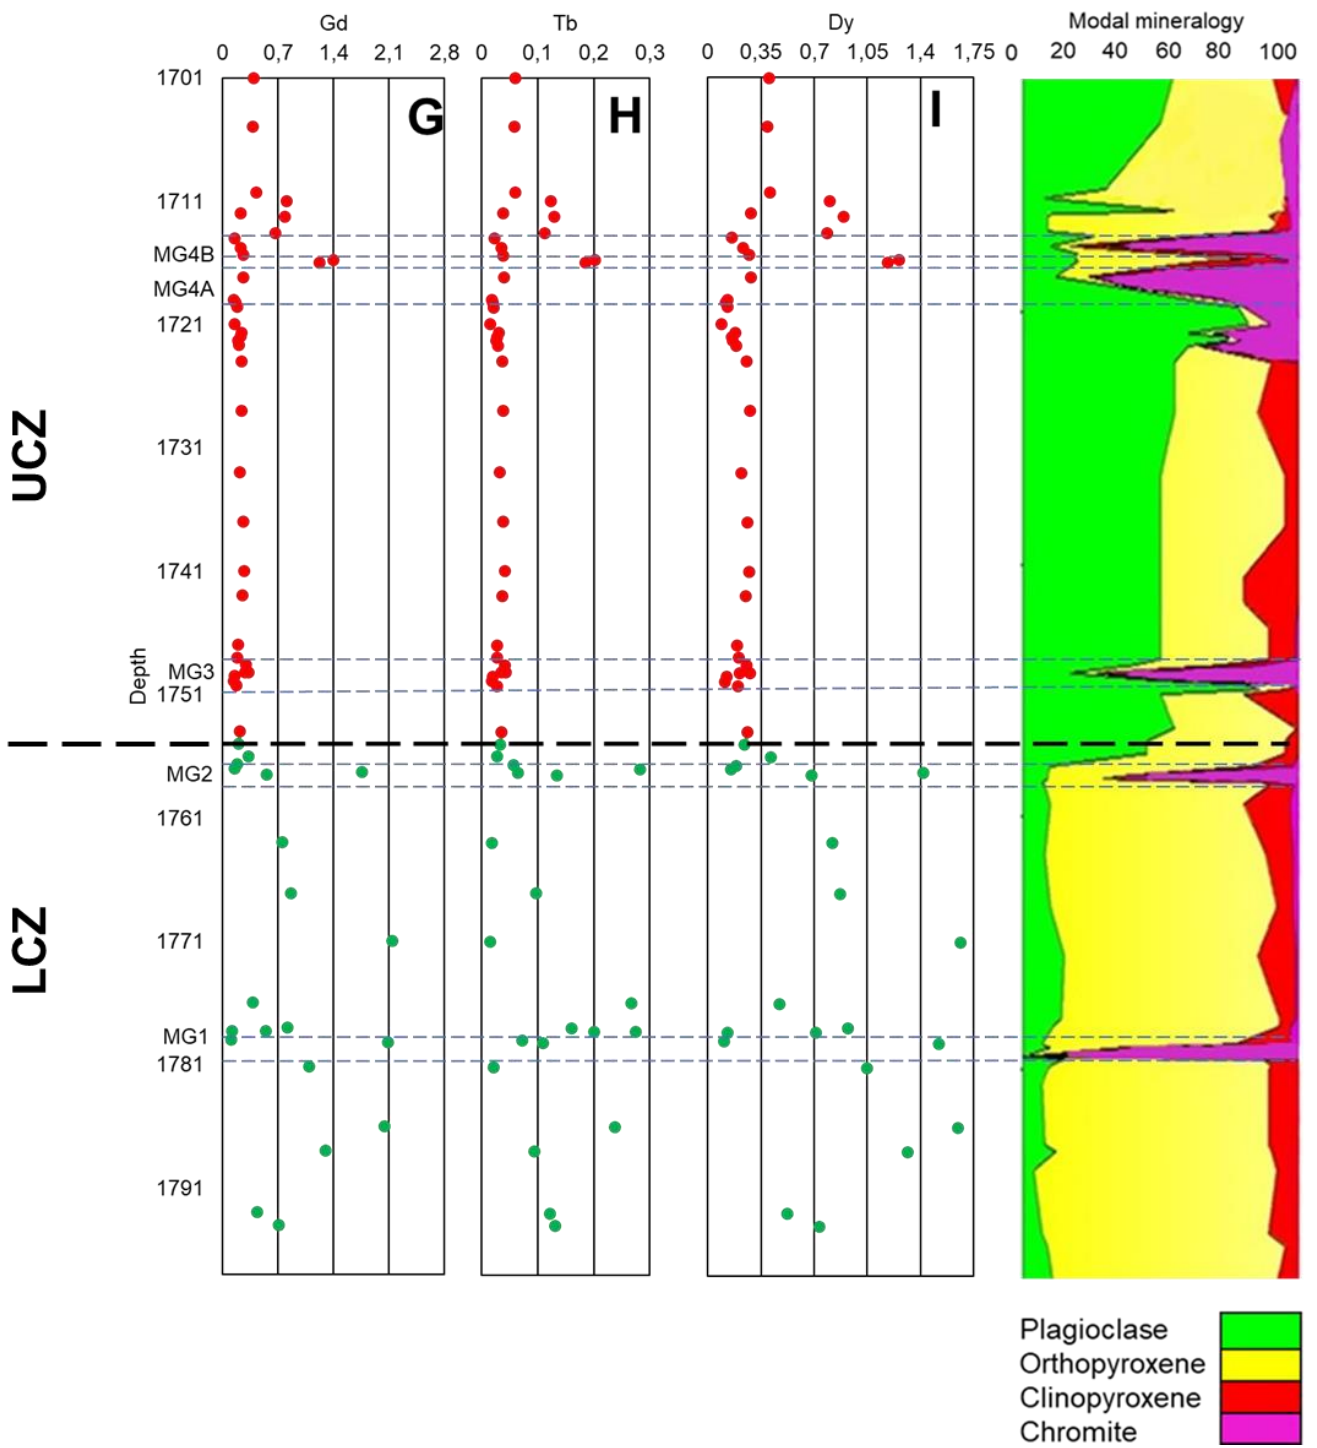 Gd Tb Dy Modal mineralogy
0 0,7 1,4 2,1 2,8 0 0,1 0,2 0,3 0 0,35 0,7 1,05 1,4 1,75 0 20 40 60 80 100
1701
G H I
1711
MG4B
MG4A
1721
UCZ
1731
1741
Depth
MG3
1751
MG2
1761
LCZ
1771
MG1
1781
1791
Plagioclase
Orthopyroxene
Clinopyroxene
Chromite